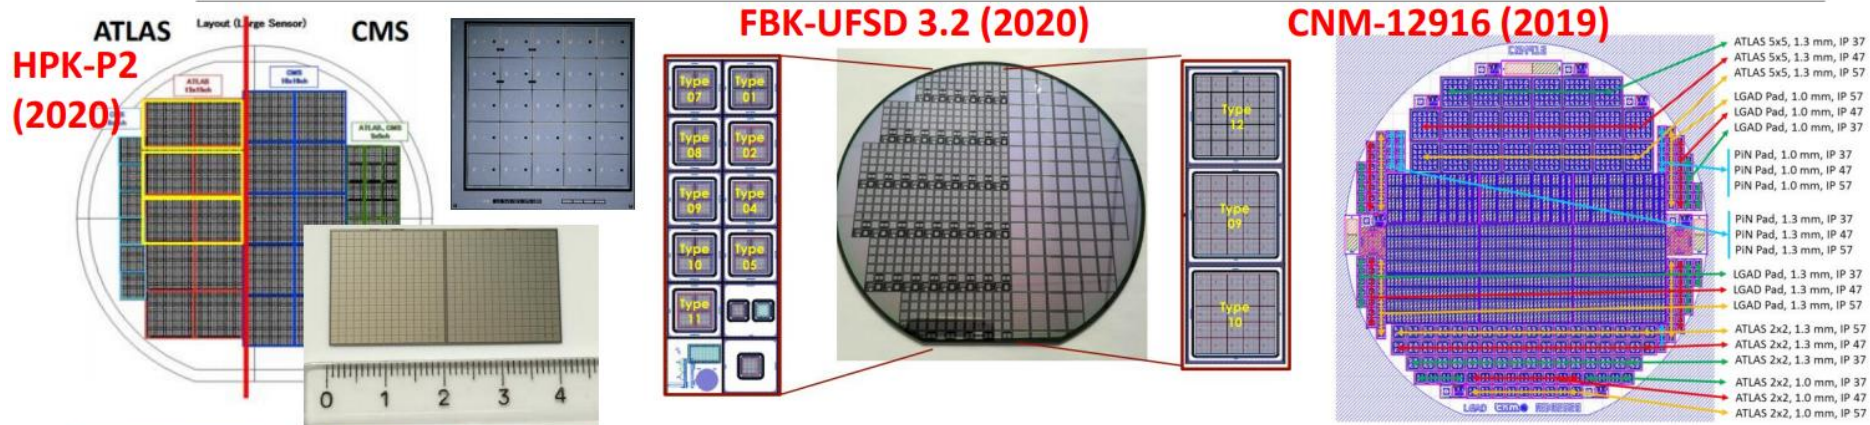 HPK-P2
(2020)
ATLAS
Layout (Large Sensor)
CMS
ATLAS
15x15ch
CMS
16x16ch
ATLAS, CMS
5x5ch
0 1 2 3 4
FBK-UFSD 3.2 (2020)
Type
07
Type
01
Type
08
Type
02
Type
09
Type
04
Type
10
Type
05
Type
11
Type
12
Type
09
Type
10
CNM-12916 (2019)
LGAD
ATLAS 5x5, 1.3 mm, IP 37
ATLAS 5x5, 1.3 mm, IP 47
ATLAS 5x5, 1.3 mm, IP 57
LGAD Pad, 1.0 mm, IP 57
LGAD Pad, 1.0 mm, IP 47
LGAD Pad, 1.0 mm, IP 37
PiN Pad, 1.0 mm, IP 37
PiN Pad, 1.0 mm, IP 47
PiN Pad, 1.0 mm, IP 57
PiN Pad, 1.3 mm, IP 37
PiN Pad, 1.3 mm, IP 47
PiN Pad, 1.3 mm, IP 57
LGAD Pad, 1.3 mm, IP 37
LGAD Pad, 1.3 mm, IP 47
LGAD Pad, 1.3 mm, IP 57
ATLAS 2x2, 1.3 mm, IP 57
ATLAS 2x2, 1.3 mm, IP 47
ATLAS 2x2, 1.3 mm, IP 37
ATLAS 2x2, 1.0 mm, IP 37
ATLAS 2x2, 1.0 mm, IP 47
ATLAS 2x2, 1.0 mm, IP 57